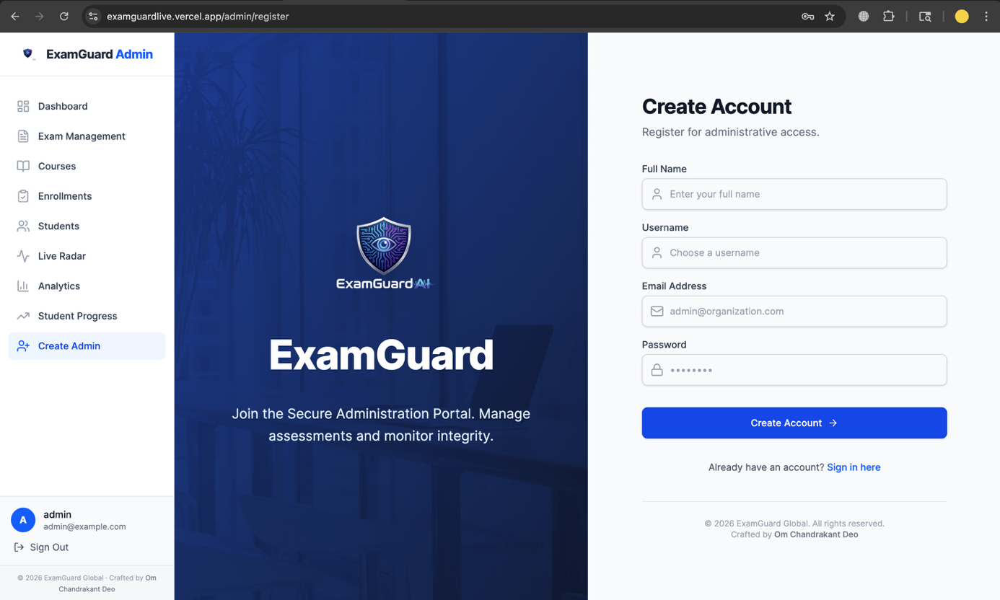 examguardlive.vercel.app/admin/register
ExamGuard Admin
Dashboard
Exam Management
Courses
Enrollments
Students
Live Radar
Analytics
Student Progress
Create Admin
A
admin
admin@example.com
Sign Out
© 2026 ExamGuard Global · Crafted by Om
Chandrakant Deo
ExamGuard AI
ExamGuard
Join the Secure Administration Portal. Manage
assessments and monitor integrity.
Create Account
Register for administrative access.
Full Name
Enter your full name
Username
Choose a username
Email Address
admin@organization.com
Password
••••••••
Create Account →
Already have an account? Sign in here
© 2026 ExamGuard Global. All rights reserved.
Crafted by Om Chandrakant Deo